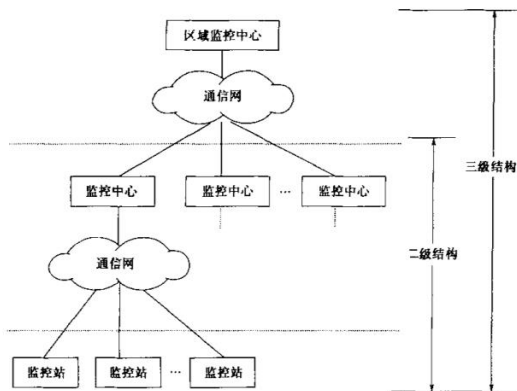 区域监控中心
通信网
监控中心 监控中心 … 监控中心
三级结构
通信网
二级结构
监控站 监控站 … 监控站